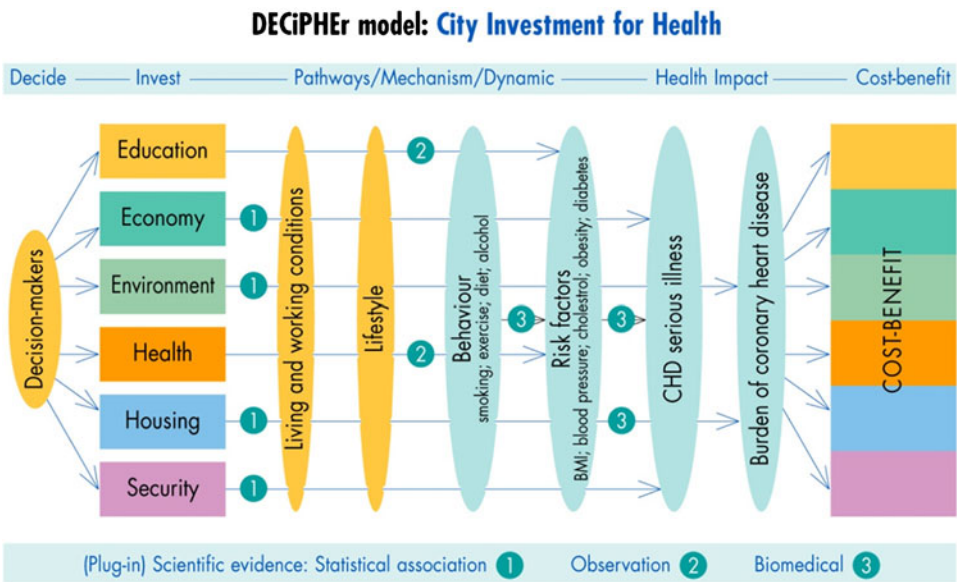 DECiPHEr model: City Investment for Health
Decide Invest Pathways/Mechanism/Dynamic Health Impact Cost-benefit
Decision-makers
Education
Economy
Environment
Health
Housing
Security
1
1
1
1
Living and working conditions
Lifestyle
2
2
Behaviour
smoking; exercise; diet; alcohol
3
Risk factors
BMI; blood pressure; cholestrol; obesity; diabetes
3
3
CHD serious illness
Burden of coronary heart disease
COST-BENEFIT
(Plug-in) Scientific evidence: Statistical association 1 Observation 2 Biomedical 3